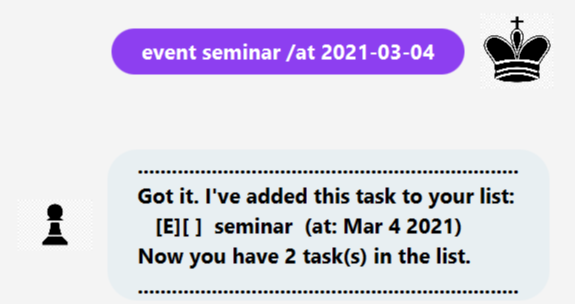 event seminar /at 2021-03-04
...................................................................
Got it. I've added this task to your list:
[E][ ]  seminar  (at: Mar 4 2021)
Now you have 2 task(s) in the list.
...................................................................